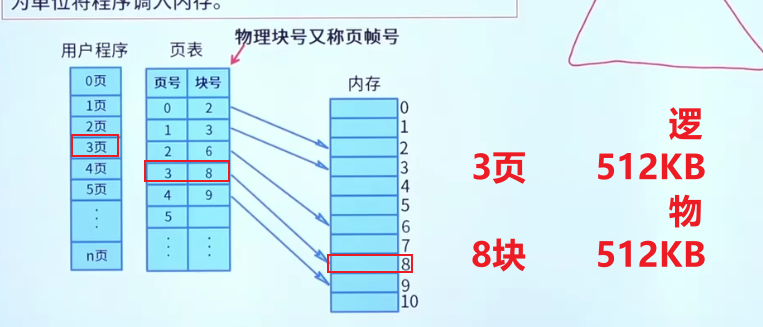 为单位将程序调入内存。
物理块号又称页帧号
用户程序
页表
内存
0页
1页
2页
3页
4页
5页
n页
页号 块号
0 2
1 3
2 6
3 8
4 9
5
0
1
2
3
4
5
6
7
8
9
10
逻
3页 512KB
物
8块 512KB